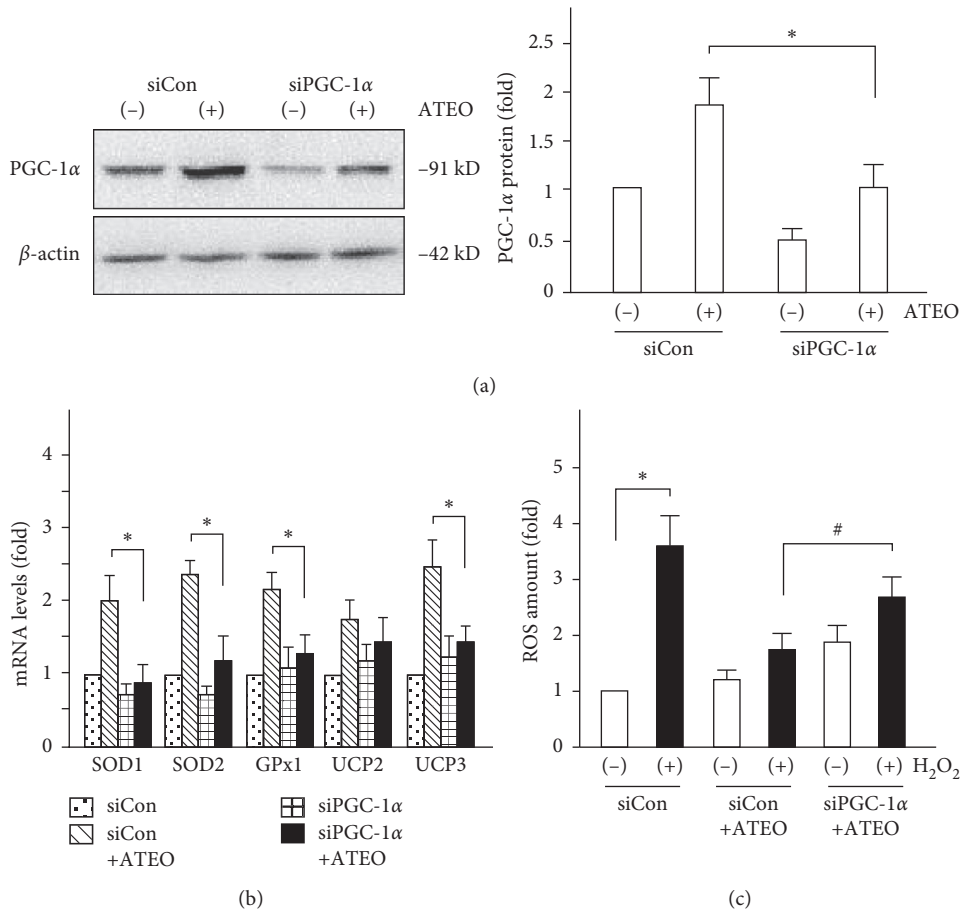 siCon siPGC-1α
(–) (+) (–) (+) ATEO
PGC-1α –91 kD
β-actin –42 kD
PGC-1α protein (fold)
2.5
2
1.5
1
0.5
0
*
(–) (+) (–) (+) ATEO
siCon siPGC-1α
(a)
mRNA levels (fold)
4
3
2
1
0
* * * *
SOD1 SOD2 GPx1 UCP2 UCP3
siCon siPGC-1α
siCon siPGC-1α
+ATEO +ATEO
(b)
ROS amount (fold)
5
4
3
2
1
0
*
#
(–) (+) (–) (+) (–) (+) H₂O₂
siCon siCon siPGC-1α
+ATEO +ATEO
(c)